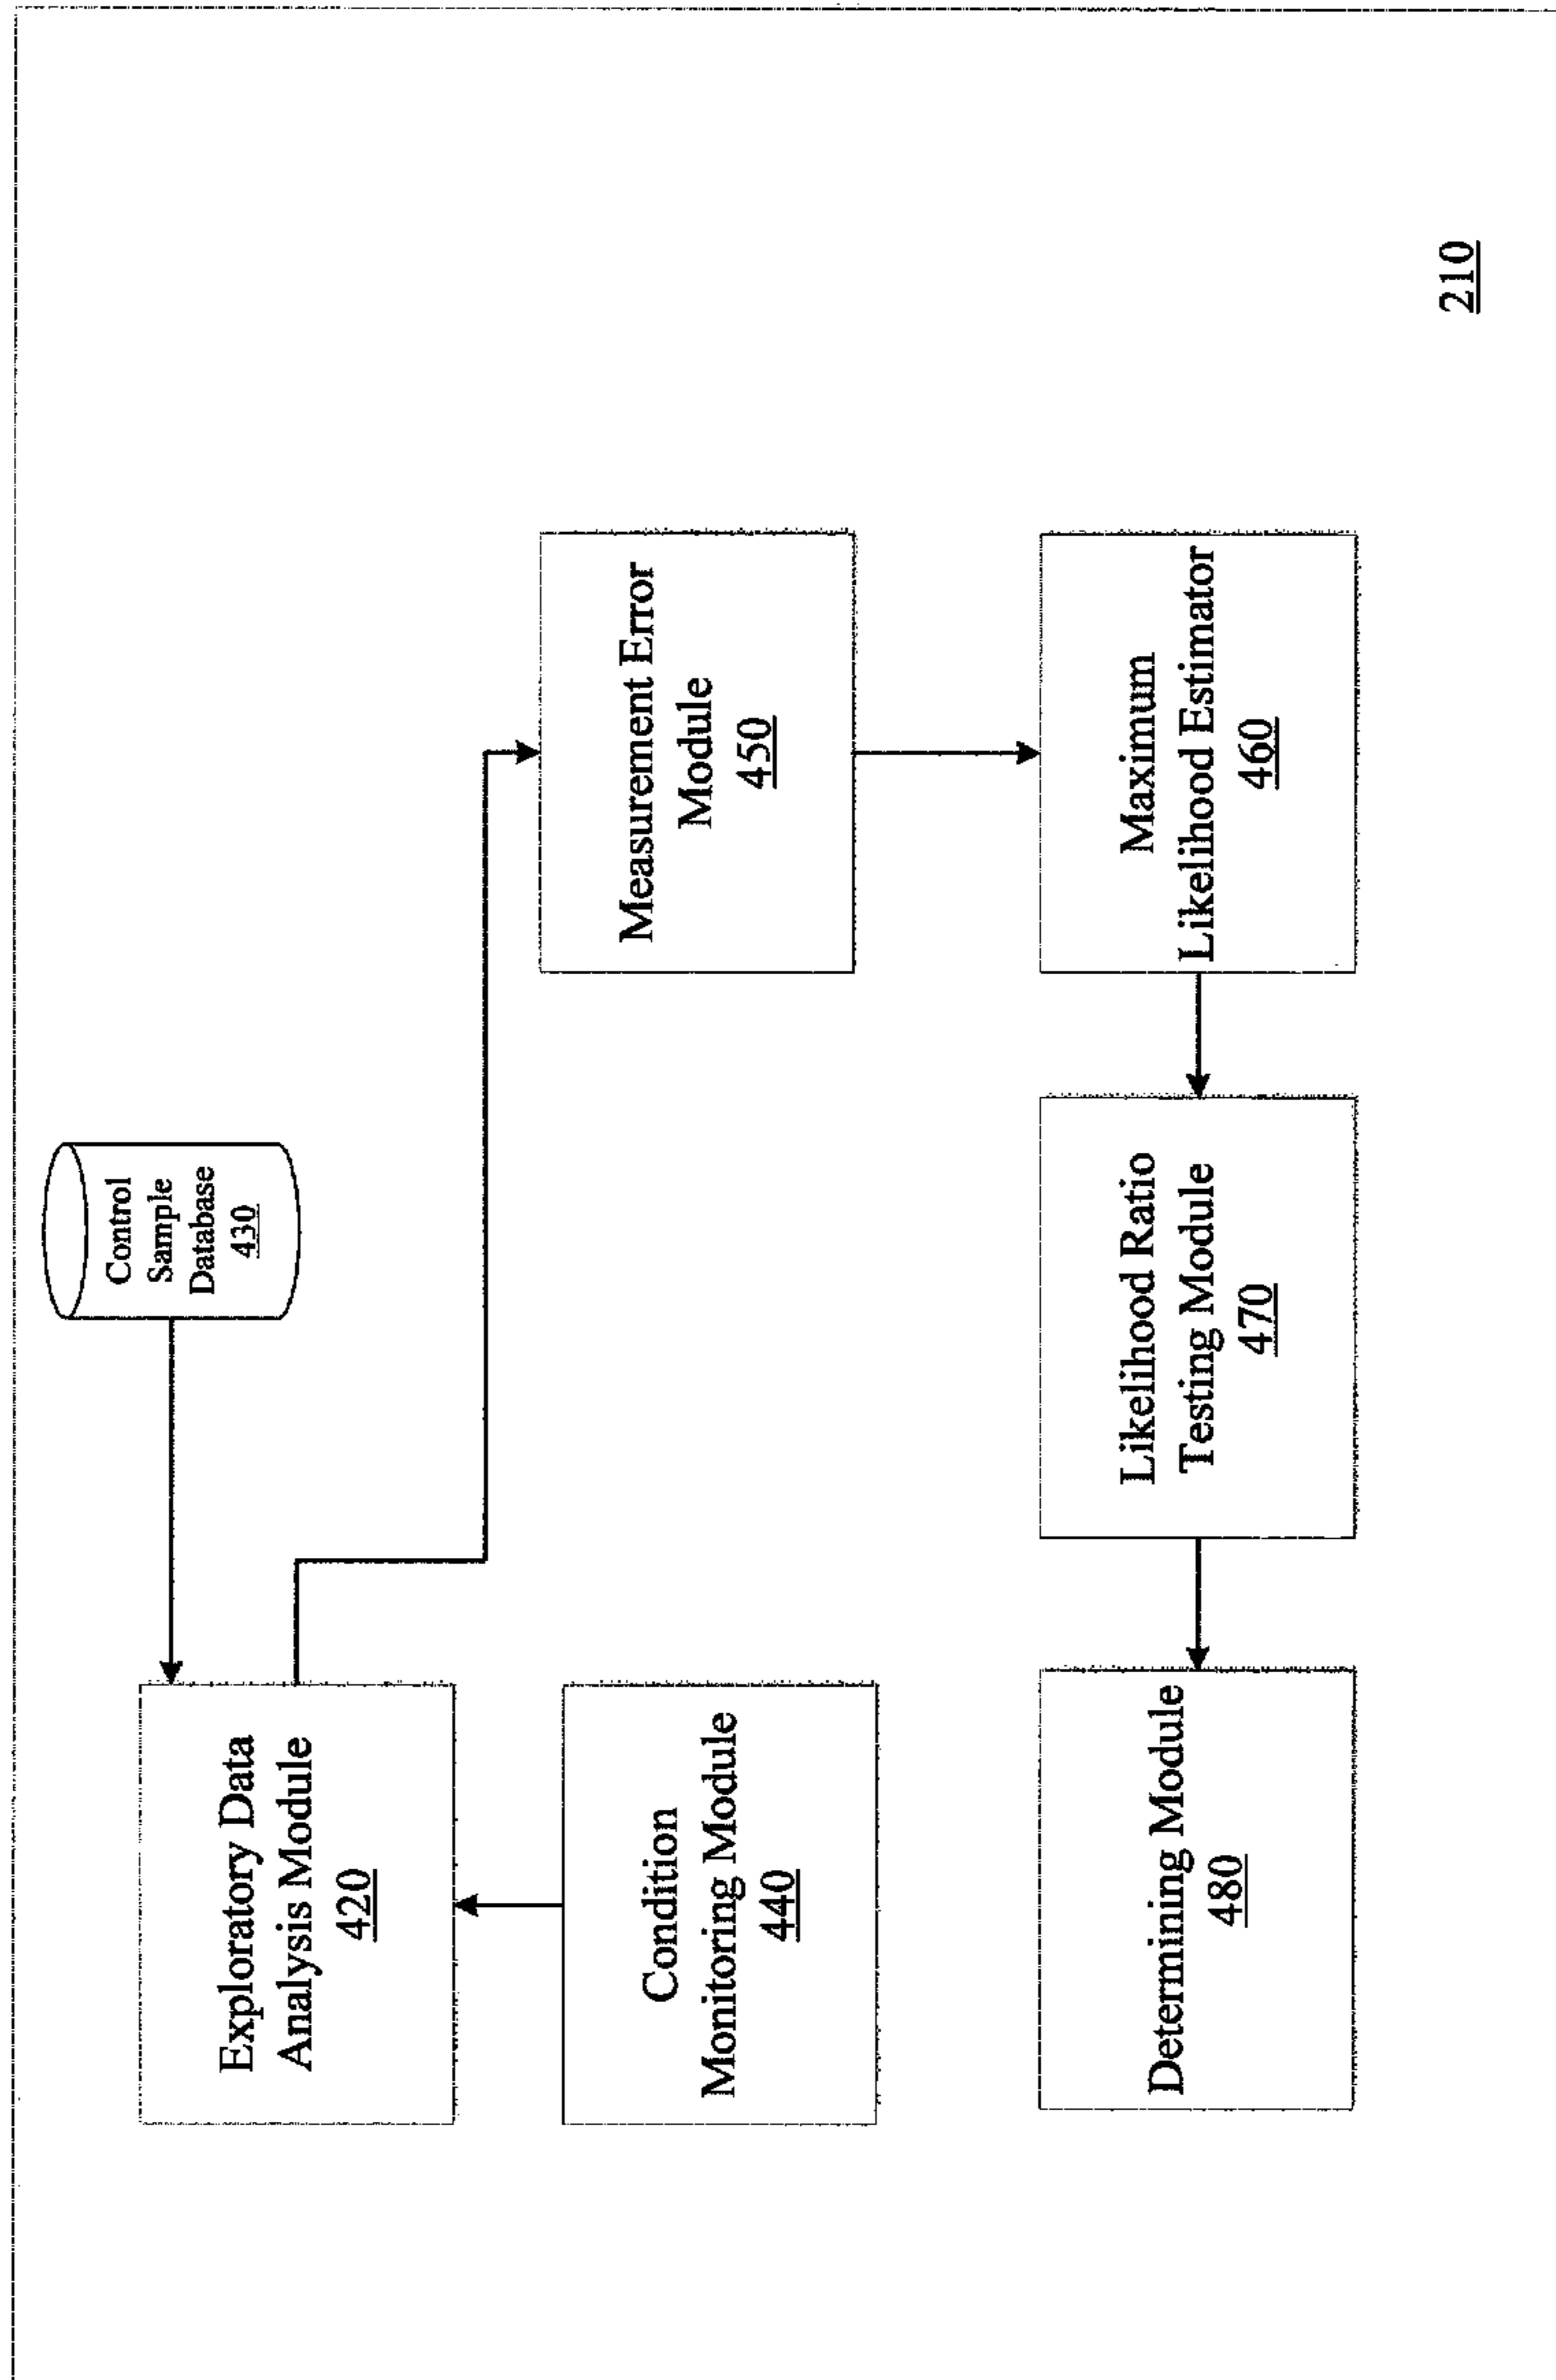 Control
Sample
Database
430
Exploratory Data
Analysis Module
420
Condition
Monitoring Module
440
Measurement Error
Module
450
Maximum
Likelihood Estimator
460
Likelihood Ratio
Testing Module
470
Determining Module
480
210